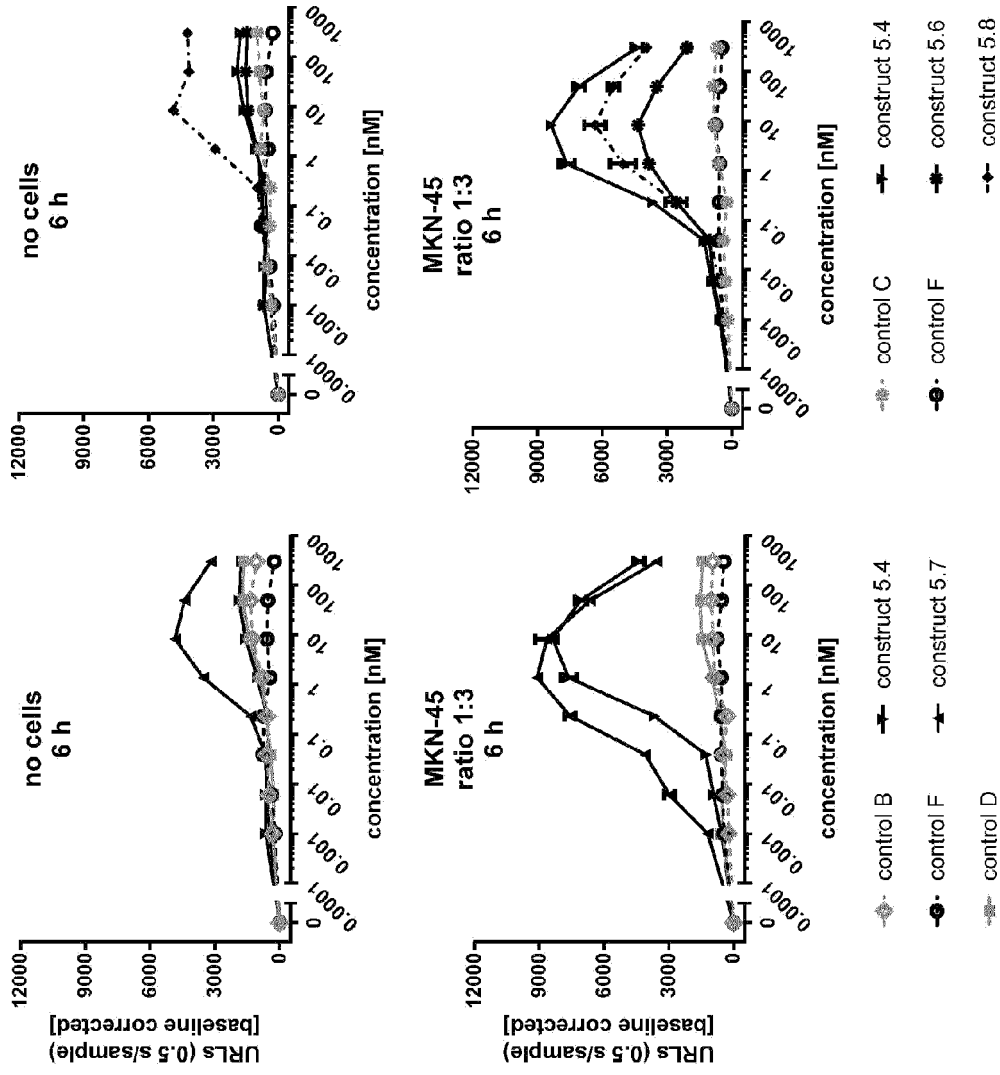 no cells
6 h
12000
9000
6000
3000
0
0
0.0001
0.001
0.01
0.1
1
10
100
1000
concentration [nM]
URLs (0.5 s/sample)
[baseline corrected]
no cells
6 h
12000
9000
6000
3000
0
0
0.0001
0.001
0.01
0.1
1
10
100
1000
concentration [nM]
MKN-45
ratio 1:3
6 h
12000
9000
6000
3000
0
0
0.0001
0.001
0.01
0.1
1
10
100
1000
concentration [nM]
URLs (0.5 s/sample)
[baseline corrected]
MKN-45
ratio 1:3
6 h
12000
9000
6000
3000
0
0
0.0001
0.001
0.01
0.1
1
10
100
1000
concentration [nM]
control B
control F
control D
construct 5.4
construct 5.7
control C
control F
construct 5.4
construct 5.6
construct 5.8